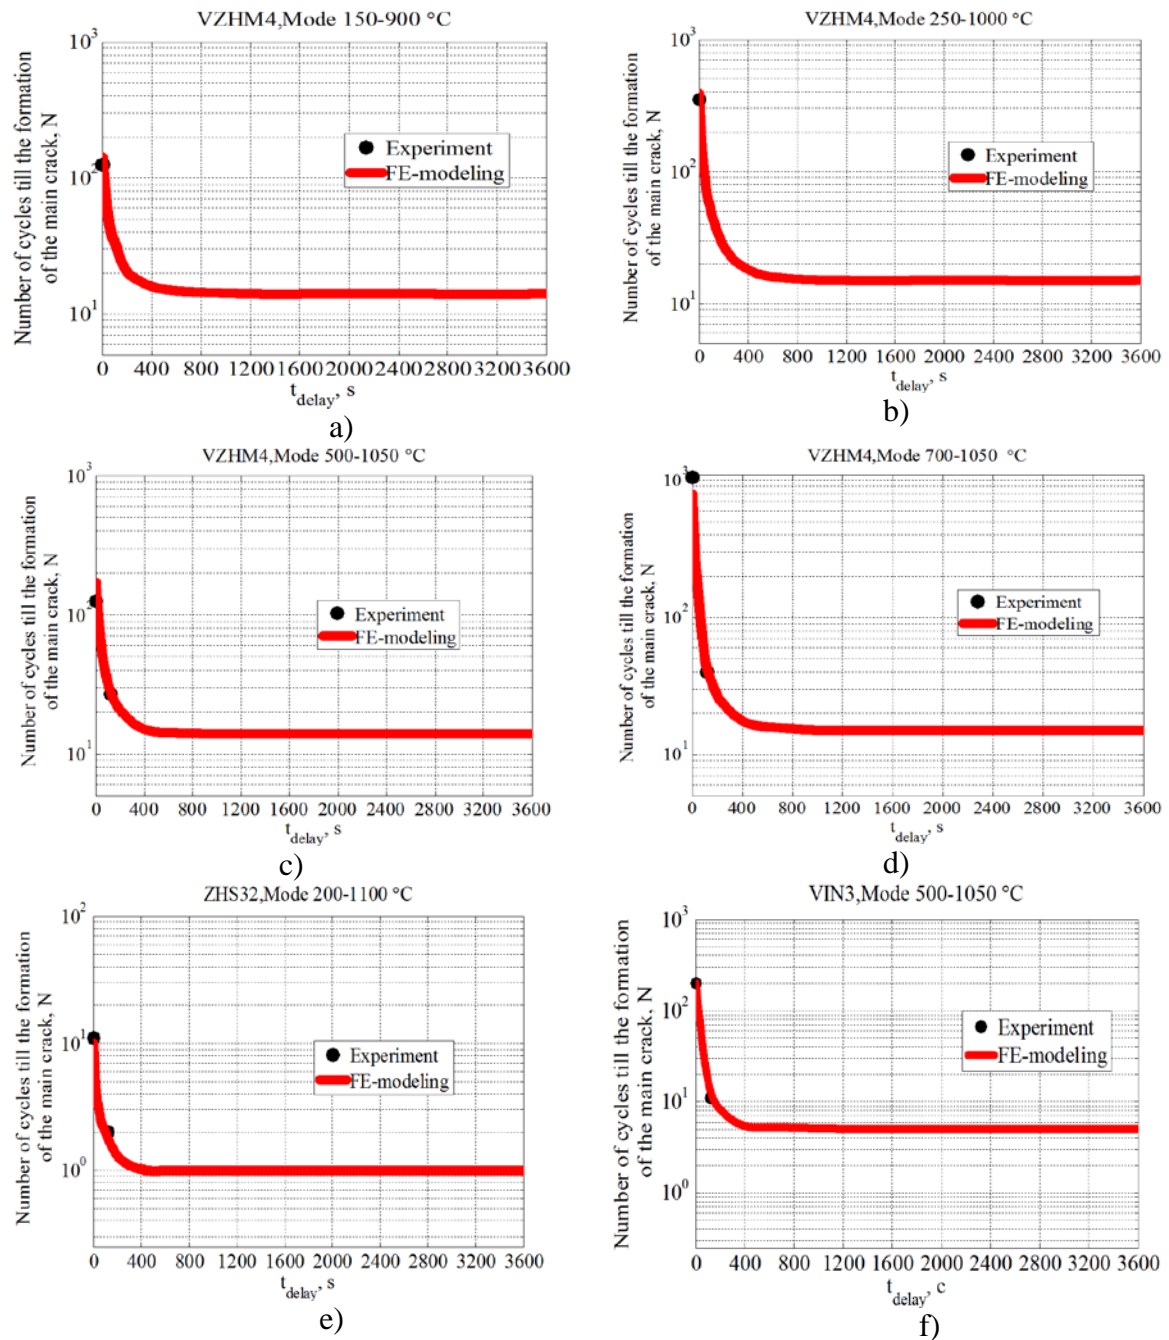 VZHM4,Mode 150-900 °C
Number of cycles till the formation
of the main crack, N
10³
10²
10¹
Experiment
FE-modeling
0 400 800 1200 1600 2000 2400 2800 3200 3600
t_delay, s
a)
VZHM4,Mode 250-1000 °C
Number of cycles till the formation
of the main crack, N
10³
10²
10¹
Experiment
FE-modeling
0 400 800 1200 1600 2000 2400 2800 3200 3600
t_delay, s
b)
VZHM4,Mode 500-1050 °C
Number of cycles till the formation
of the main crack, N
10³
10²
10¹
Experiment
FE-modeling
0 400 800 1200 1600 2000 2400 2800 3200 3600
t_delay, s
c)
VZHM4,Mode 700-1050 °C
Number of cycles till the formation
of the main crack, N
10³
10²
10¹
Experiment
FE-modeling
0 400 800 1200 1600 2000 2400 2800 3200 3600
t_delay, s
d)
ZHS32,Mode 200-1100 °C
Number of cycles till the formation
of the main crack, N
10²
10¹
10⁰
Experiment
FE-modeling
0 400 800 1200 1600 2000 2400 2800 3200 3600
t_delay, s
e)
VIN3,Mode 500-1050 °C
Number of cycles till the formation
of the main crack, N
10³
10²
10¹
10⁰
Experiment
FE-modeling
0 400 800 1200 1600 2000 2400 2800 3200 3600
t_delay, c
f)